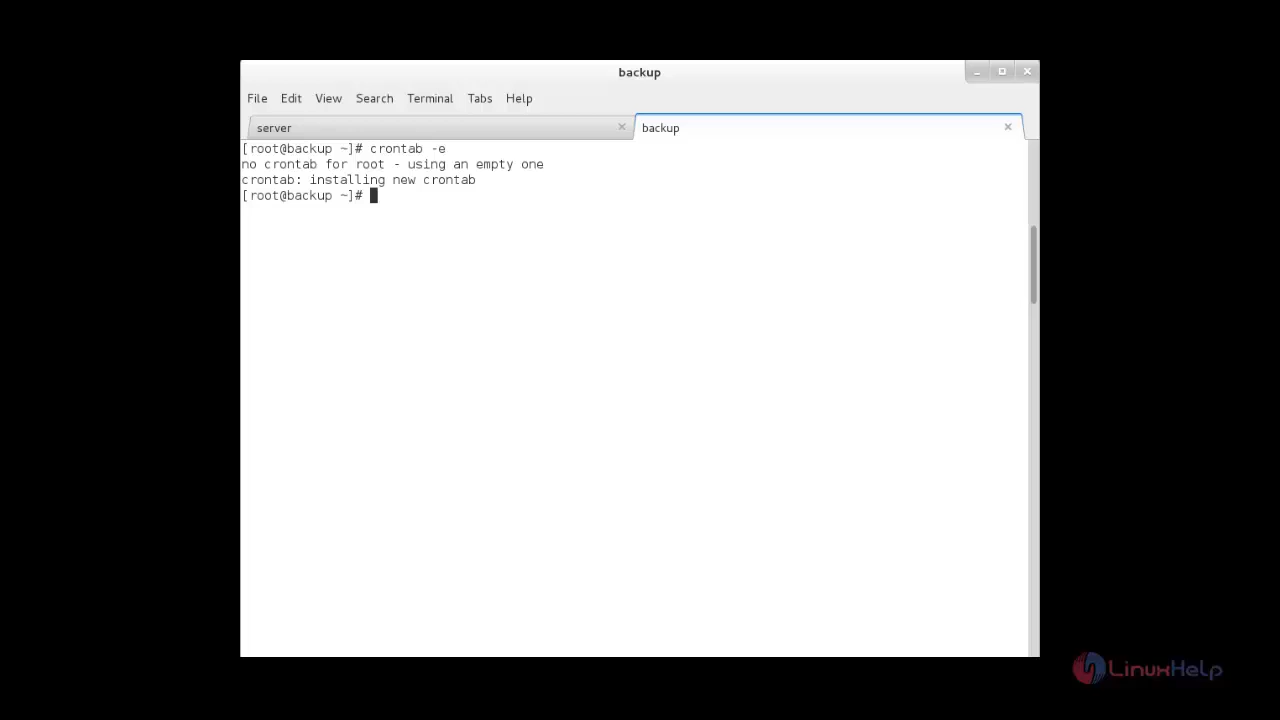 backup
File Edit View Search Terminal Tabs Help
server
backup
[root@backup ~]# crontab -e
no crontab for root - using an empty one
crontab: installing new crontab
[root@backup ~]#
LinuxHelp